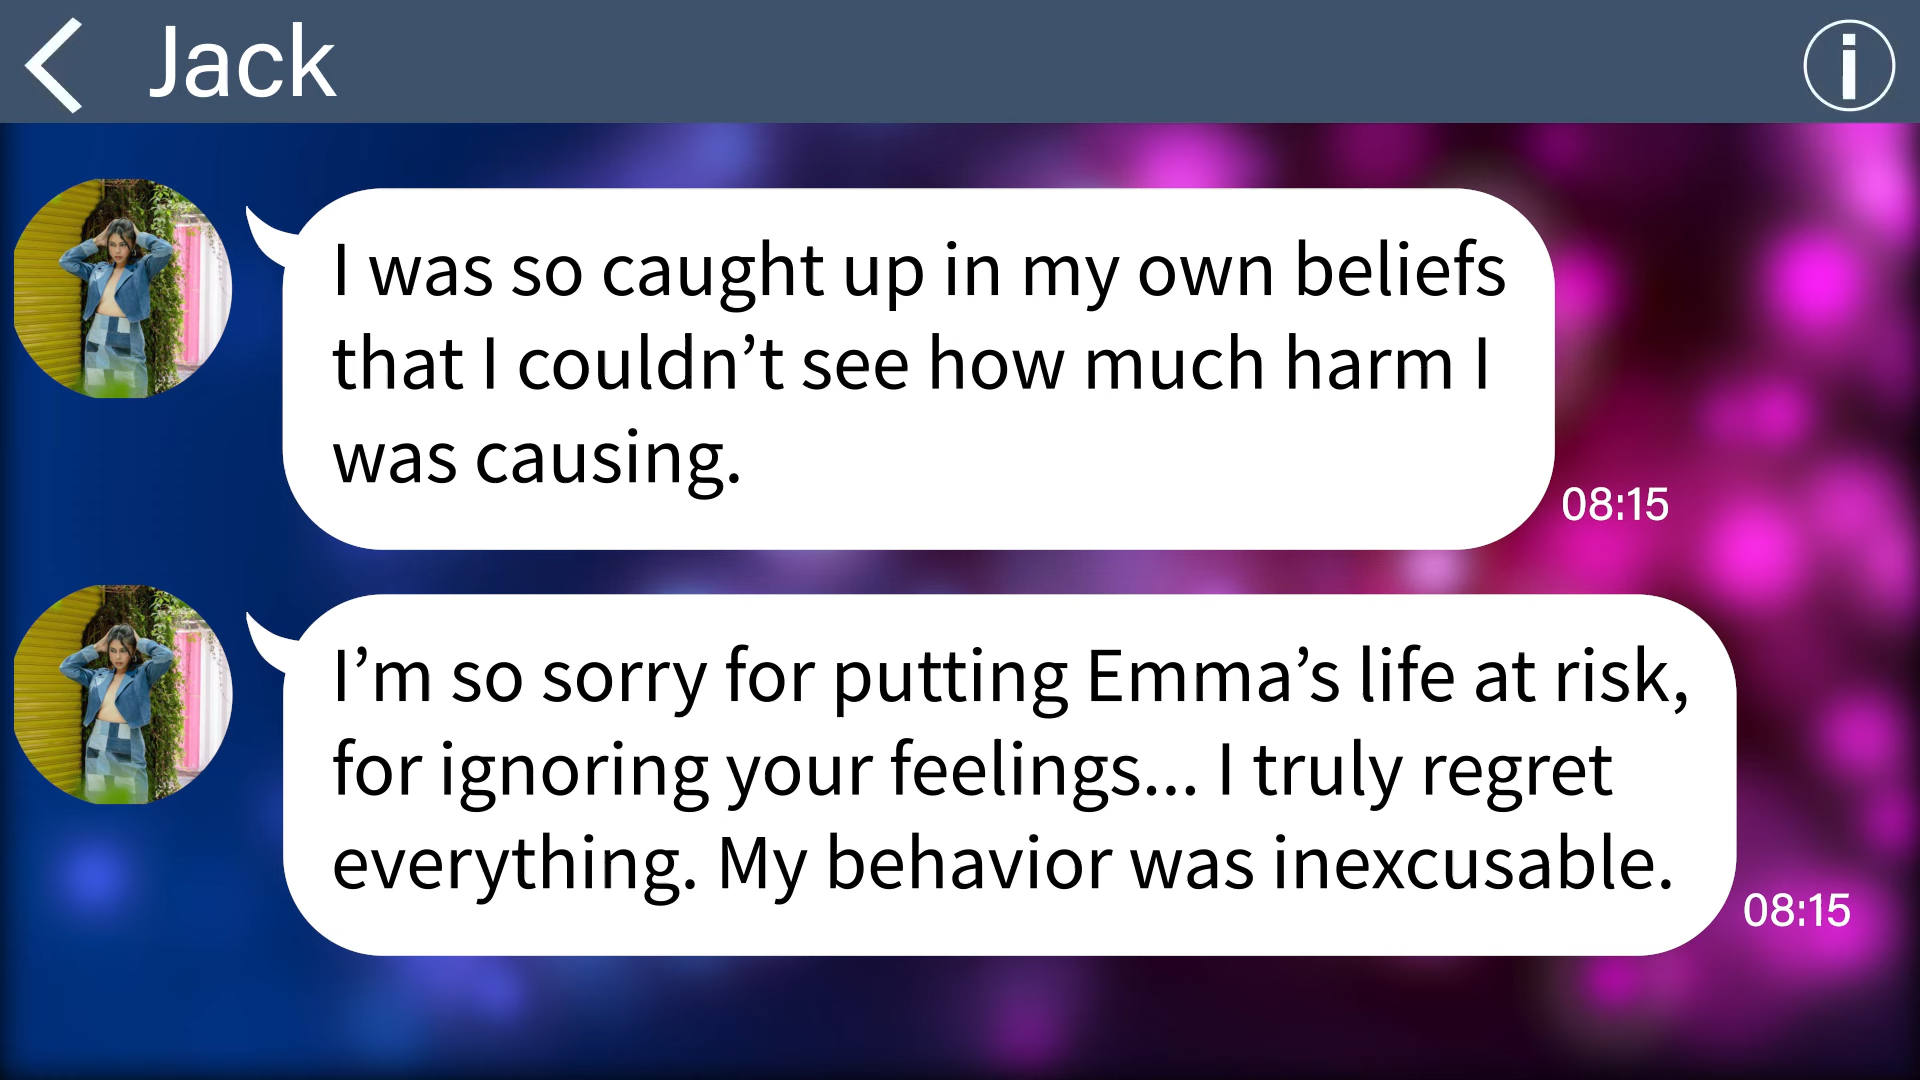 Jack
I was so caught up in my own beliefs
that I couldn’t see how much harm I
was causing.
08:15
I’m so sorry for putting Emma’s life at risk,
for ignoring your feelings... I truly regret
everything. My behavior was inexcusable.
08:15